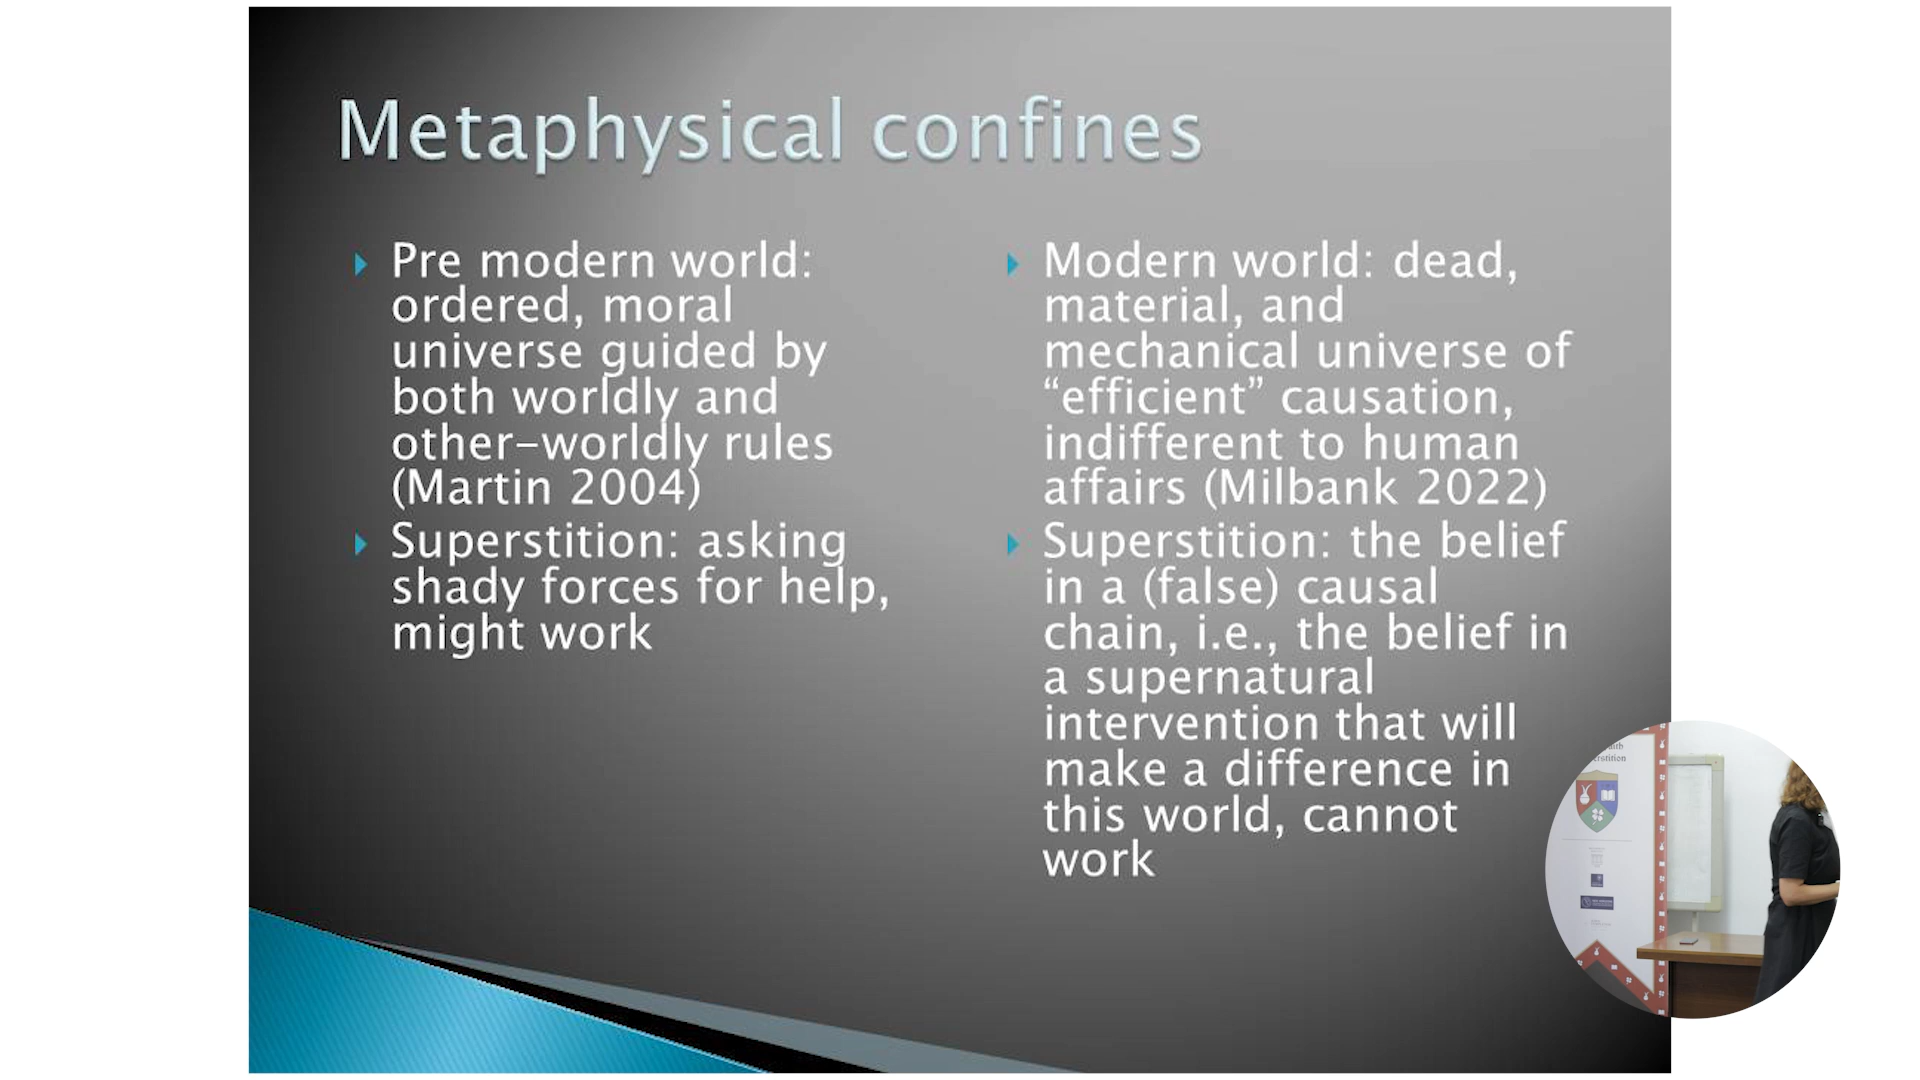 Metaphysical confines
Pre modern world:
ordered, moral
universe guided by
both worldly and
other-worldly rules
(Martin 2004)
Superstition: asking
shady forces for help,
might work
Modern world: dead,
material, and
mechanical universe of
“efficient” causation,
indifferent to human
affairs (Milbank 2022)
Superstition: the belief
in a (false) causal
chain, i.e., the belief in
a supernatural
intervention that will
make a difference in
this world, cannot
work